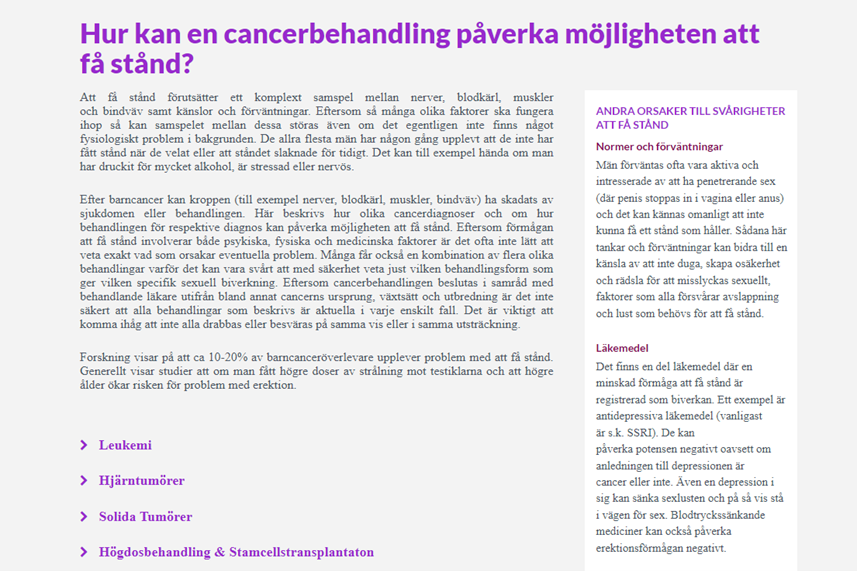 Hur kan en cancerbehandling påverka möjligheten att
få stånd?
Att få stånd förutsätter ett komplext samspel mellan nerver, blodkärl, muskler
och bindväv samt känslor och förväntningar. Eftersom så många olika faktorer ska fungera
ihop så kan samspelet mellan dessa störas även om det egentligen inte finns något
fysiologiskt problem i bakgrunden. De allra flesta män har någon gång upplevt att de inte har
fått stånd när de velat eller att ståndet slaknade för tidigt. Det kan till exempel hända om man
har druckit för mycket alkohol, är stressad eller nervös.
Efter barncancer kan kroppen (till exempel nerver, blodkärl, muskler, bindväv) ha skadats av
sjukdomen eller behandlingen. Här beskrivs hur olika cancerdiagnoser och om hur
behandlingen för respektive diagnos kan påverka möjligheten att få stånd. Eftersom förmågan
att få stånd involverar både psykiska, fysiska och medicinska faktorer är det ofta inte lätt att
veta exakt vad som orsakar eventuella problem. Många får också en kombination av flera olika
behandlingar varför det kan vara svårt att med säkerhet veta just vilken behandlingsform som
ger vilken specifik sexuell biverkning. Eftersom cancerbehandlingen beslutas i samråd med
behandlande läkare utifrån bland annat cancerns ursprung, växtsätt och utbredning är det inte
säkert att alla behandlingar som beskrivs är aktuella i varje enskilt fall. Det är viktigt att
komma ihåg att inte alla drabbas eller besväras på samma vis eller i samma utsträckning.
Forskning visar på att ca 10-20% av barncanceröverlevare upplever problem med att få stånd.
Generellt visar studier att om man fått högre doser av strålning mot testiklarna och att högre
ålder ökar risken för problem med erektion.
Leukemi
Hjärntumörer
Solida Tumörer
Högdosbehandling & Stamcellstransplantaton
ANDRA ORSAKER TILL SVÅRIGHETER
ATT FÅ STÅND
Normer och förväntningar
Män förväntas ofta vara aktiva och
intresserade av att ha penetrerande sex
(där penis stoppas in i vagina eller anus)
och det kan kännas omanligt att inte
kunna få ett stånd som håller. Sådana här
tankar och förväntningar kan bidra till en
känsla av att inte duga, skapa osäkerhet
och rädsla för att misslyckas sexuellt,
faktorer som alla försvårar avslappning
och lust som behövs för att få stånd.
Läkemedel
Det finns en del läkemedel där en
minskad förmåga att få stånd är
registrerad som biverkan. Ett exempel är
antidepressiva läkemedel (vanligast
är s.k. SSRI). De kan
påverka potensen negativt oavsett om
anledningen till depressionen är
cancer eller inte. Även en depression i
sig kan sänka sexlusten och på så vis stå
i vägen för sex. Blodtryckssänkande
mediciner kan också påverka
erektionsförmågan negativt.